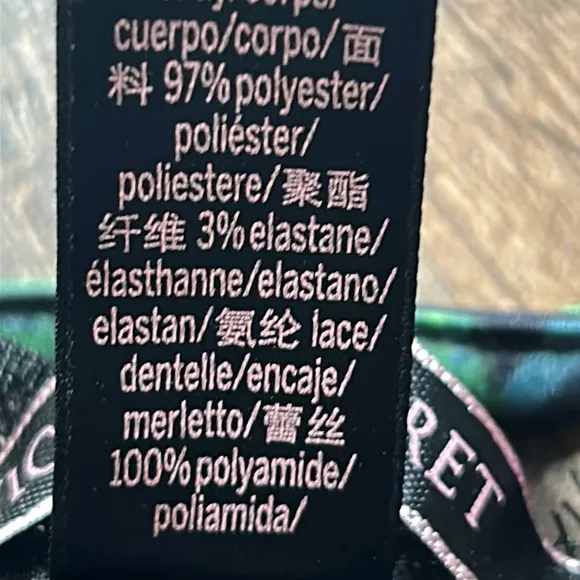 cuerpo/corpo/面
料 97% polyester/
poliéster/
poliestere/聚酯
纤维 3% elastane/
élasthanne/elastano/
elastan/氨纶 lace/
dentelle/encaje/
merletto/蕾丝
100% polyamide/
poliamida/
RET